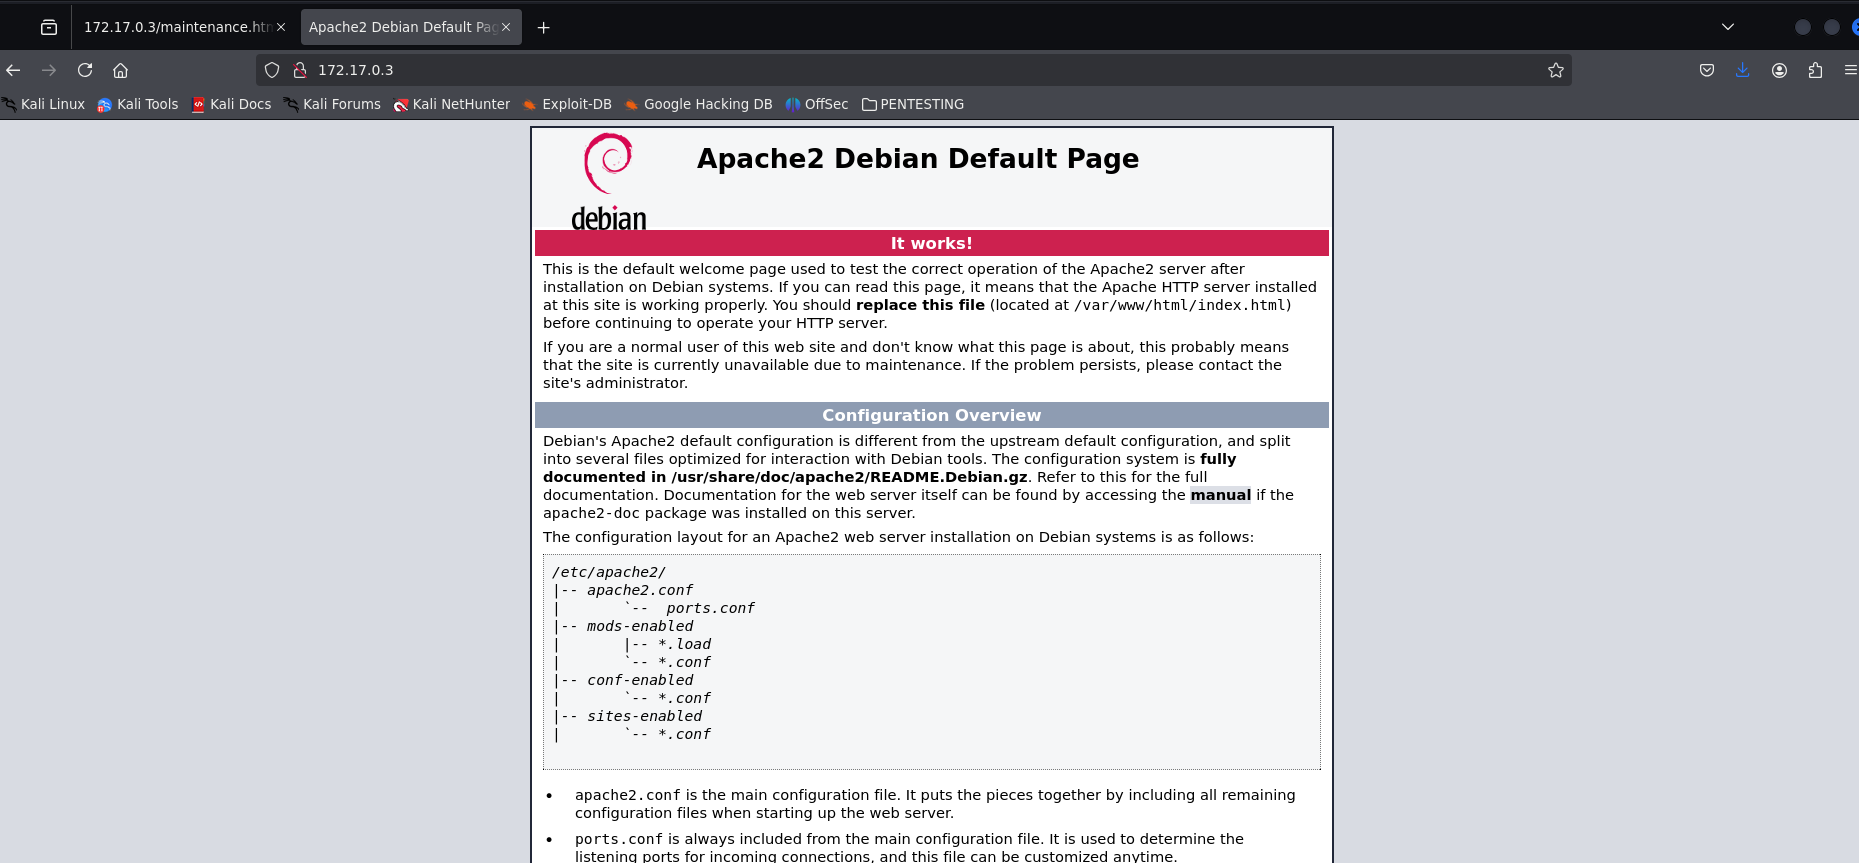 172.17.0.3/maintenance.htm
Apache2 Debian Default Pag
172.17.0.3
Kali Linux Kali Tools Kali Docs Kali Forums Kali NetHunter Exploit-DB Google Hacking DB OffSec PENTESTING
debian
Apache2 Debian Default Page
It works!
This is the default welcome page used to test the correct operation of the Apache2 server after
installation on Debian systems. If you can read this page, it means that the Apache HTTP server installed
at this site is working properly. You should replace this file (located at /var/www/html/index.html)
before continuing to operate your HTTP server.
If you are a normal user of this web site and don't know what this page is about, this probably means
that the site is currently unavailable due to maintenance. If the problem persists, please contact the
site's administrator.
Configuration Overview
Debian's Apache2 default configuration is different from the upstream default configuration, and split
into several files optimized for interaction with Debian tools. The configuration system is fully
documented in /usr/share/doc/apache2/README.Debian.gz. Refer to this for the full
documentation. Documentation for the web server itself can be found by accessing the manual if the
apache2-doc package was installed on this server.
The configuration layout for an Apache2 web server installation on Debian systems is as follows:
/etc/apache2/
|-- apache2.conf
|       `--  ports.conf
|-- mods-enabled
|       |-- *.load
|       `-- *.conf
|-- conf-enabled
|       `-- *.conf
|-- sites-enabled
|       `-- *.conf
• apache2.conf is the main configuration file. It puts the pieces together by including all remaining
configuration files when starting up the web server.
• ports.conf is always included from the main configuration file. It is used to determine the
listening ports for incoming connections, and this file can be customized anytime.